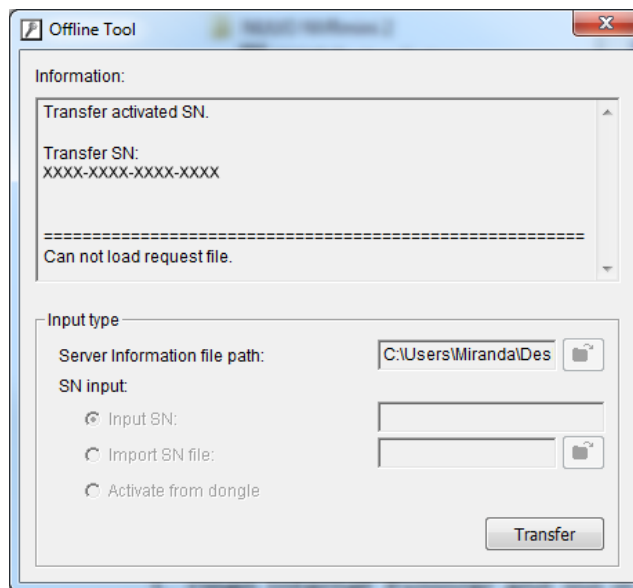 Offline Tool
Information:
Transfer activated SN.
Transfer SN:
XXXX-XXXX-XXXX-XXXX
=======================================================
Can not load request file.
Input type
Server Information file path:
C:\Users\Miranda\Des
SN input:
Input SN:
Import SN file:
Activate from dongle
Transfer